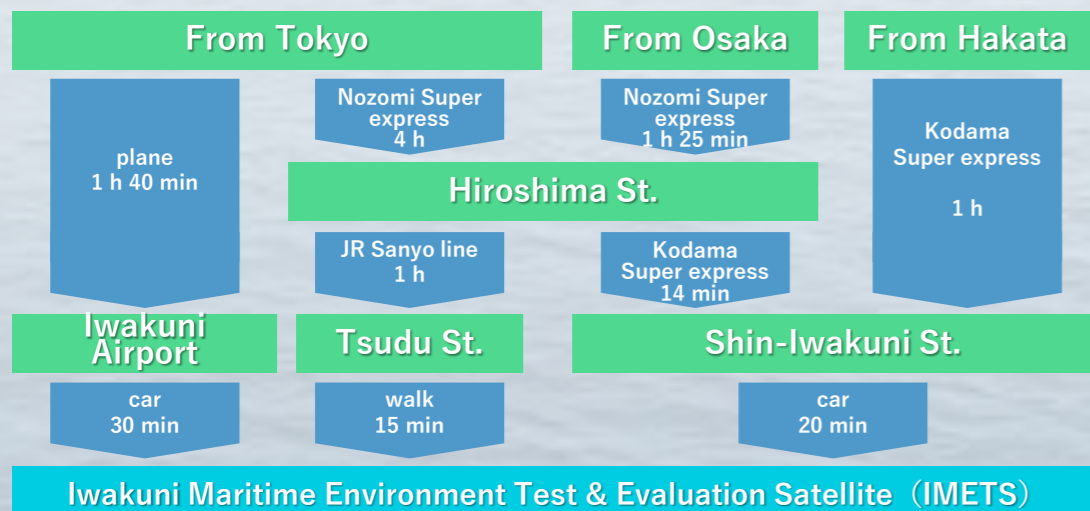 From Tokyo
From Osaka
From Hakata
plane
1 h 40 min
Nozomi Super
express
4 h
Nozomi Super
express
1 h 25 min
Kodama
Super express
1 h
Hiroshima St.
JR Sanyo line
1 h
Kodama
Super express
14 min
Iwakuni
Airport
Tsudu St.
Shin-Iwakuni St.
car
30 min
walk
15 min
car
20 min
Iwakuni Maritime Environment Test & Evaluation Satellite（IMETS）